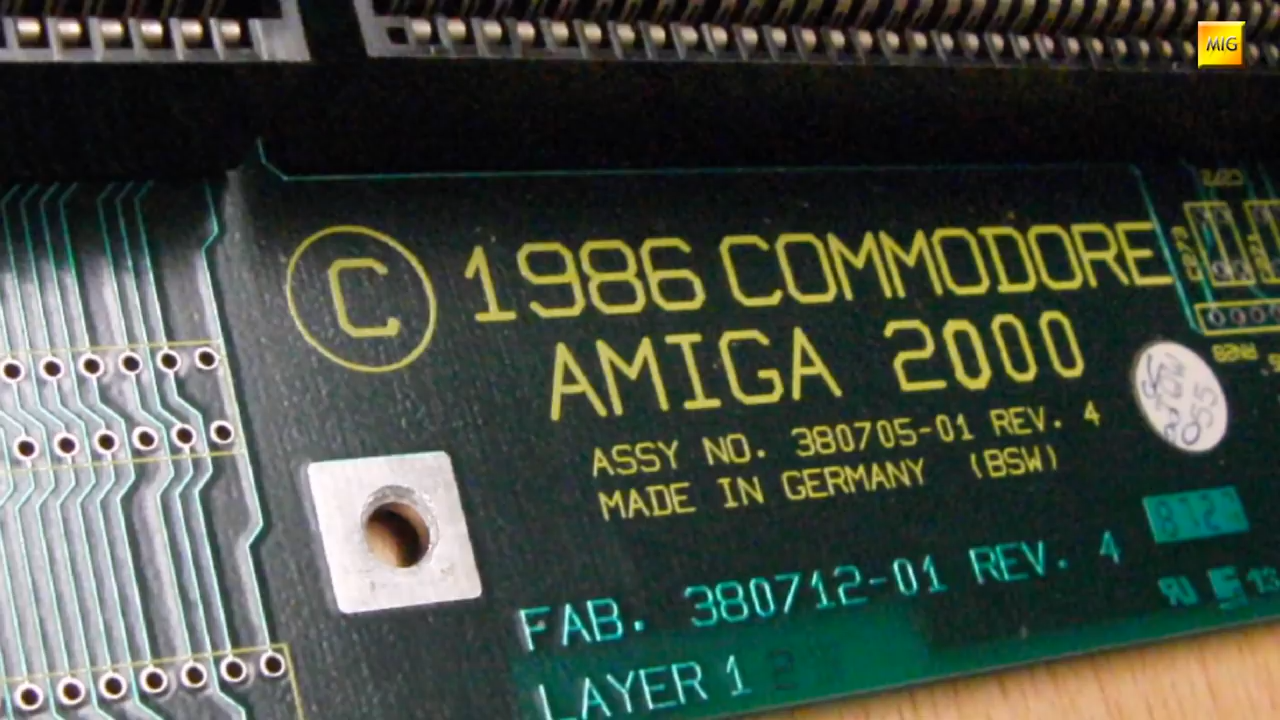 MIG
© 1986 COMMODORE
AMIGA 2000
ASSY NO. 380705-01 REV. 4
MADE IN GERMANY (BSW)
FAB. 380712-01 REV. 4
LAYER 1 2